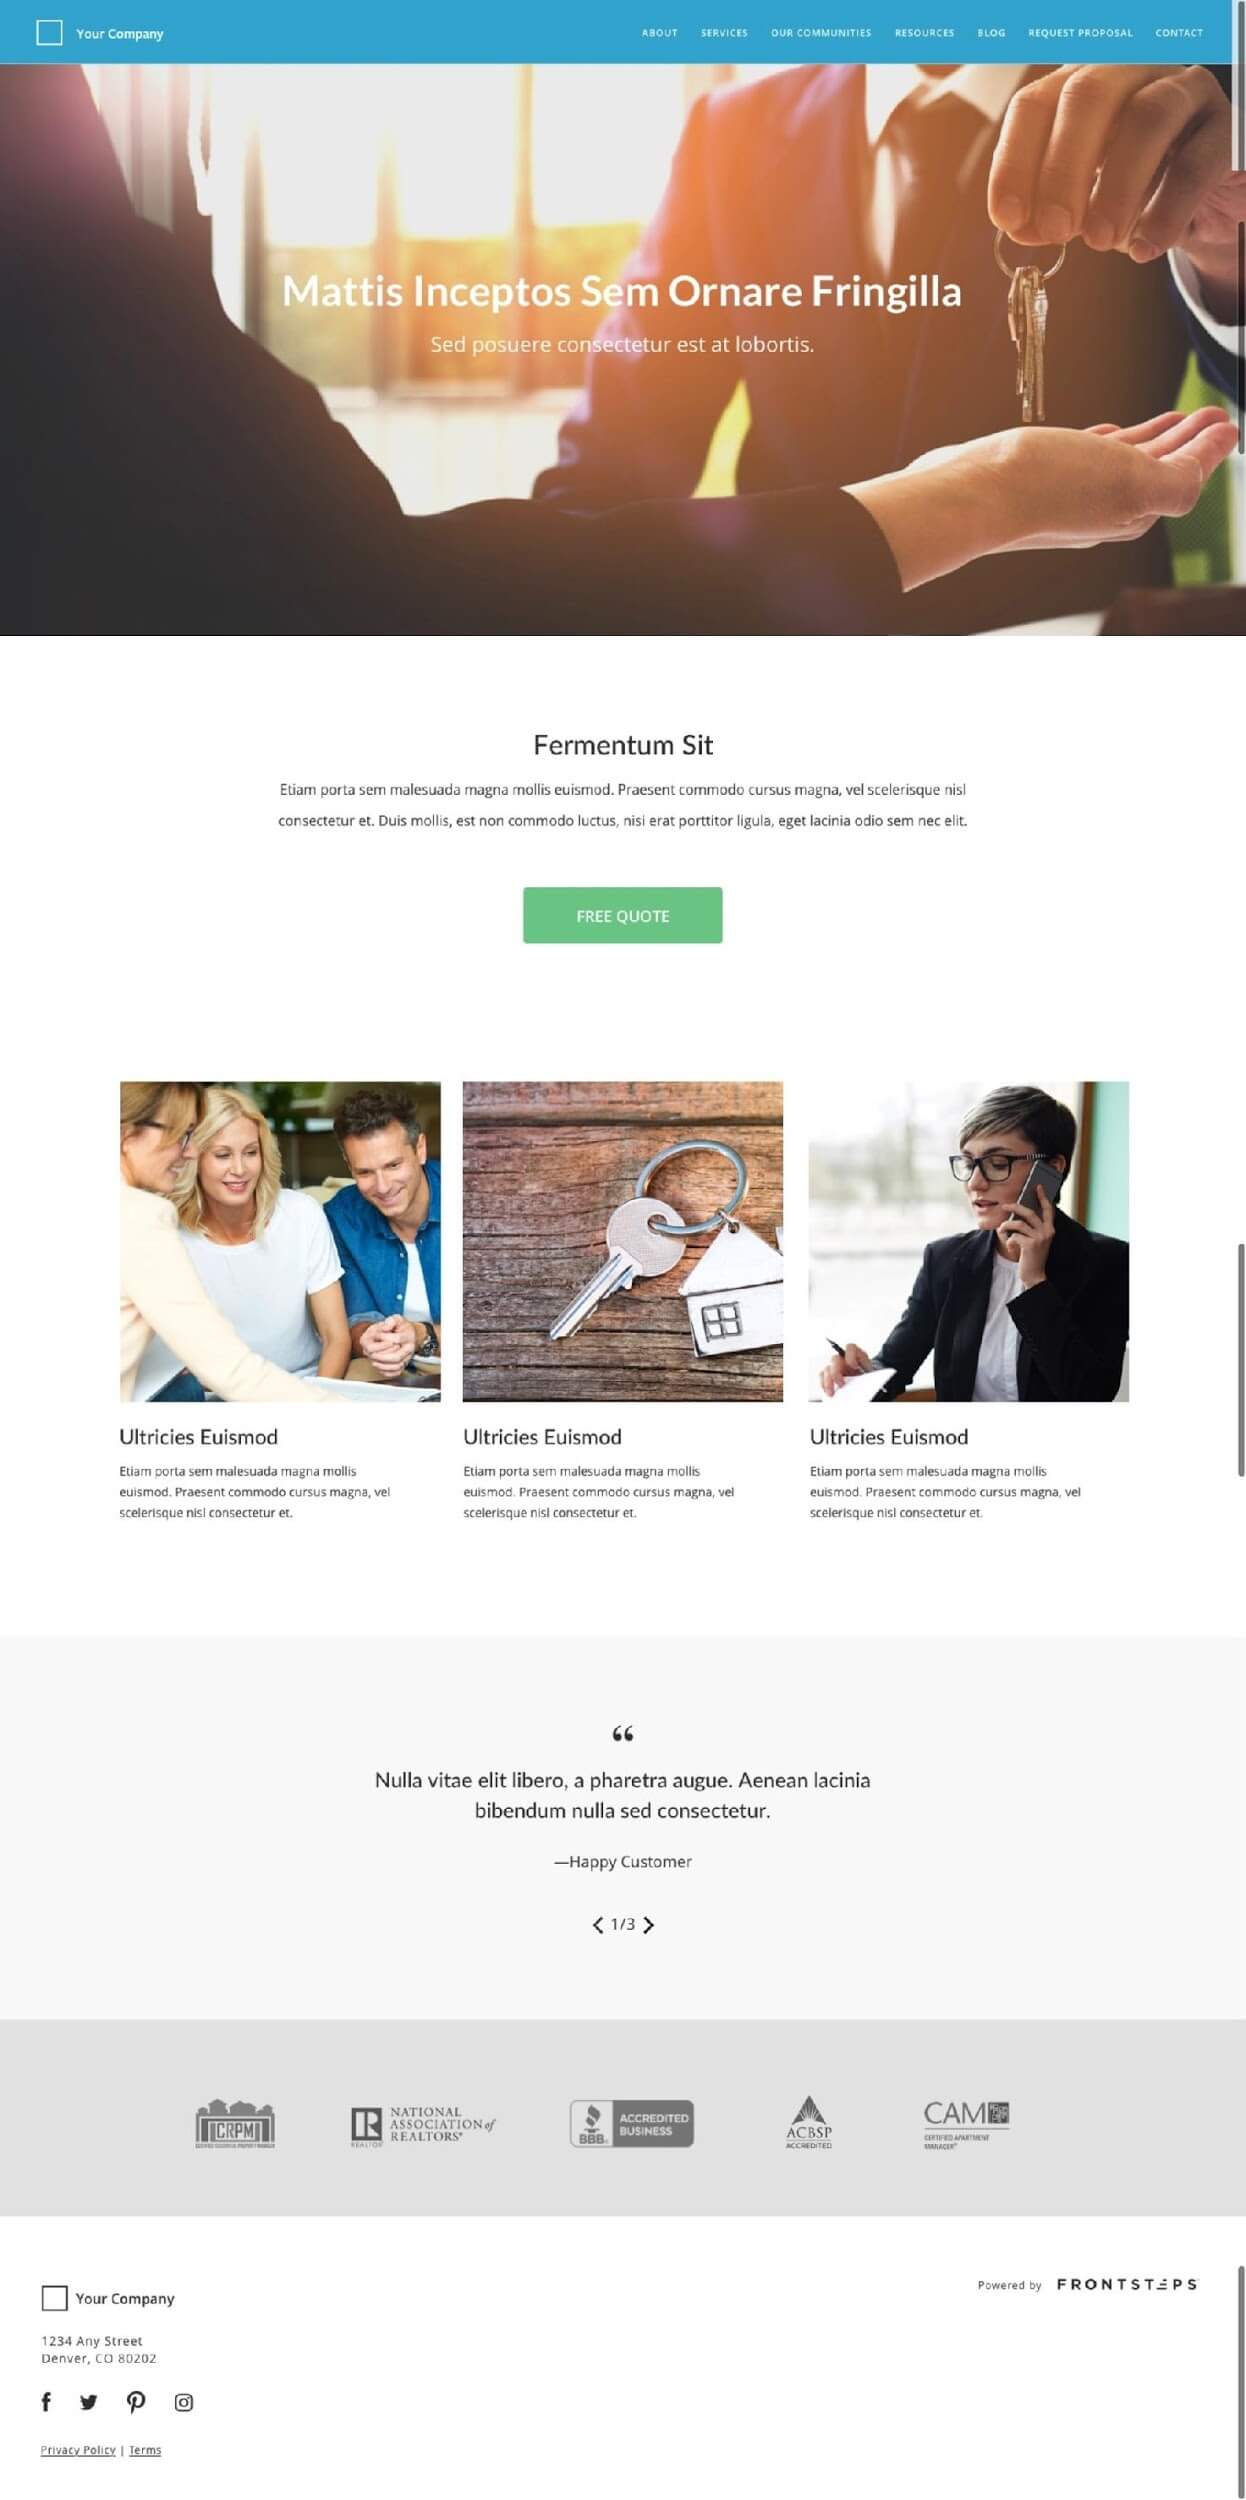 Your Company
ABOUT SERVICES OUR COMMUNITIES RESOURCES BLOG REQUEST PROPOSAL CONTACT
Mattis Inceptos Sem Ornare Fringilla
Sed posuere consectetur est at lobortis.
Fermentum Sit
Etiam porta sem malesuada magna mollis euismod. Praesent commodo cursus magna, vel scelerisque nisl
consectetur et. Duis mollis, est non commodo luctus, nisi erat porttitor ligula, eget lacinia odio sem nec elit.
FREE QUOTE
Ultricies Euismod
Etiam porta sem malesuada magna mollis
euismod. Praesent commodo cursus magna, vel
scelerisque nisl consectetur et.
Ultricies Euismod
Etiam porta sem malesuada magna mollis
euismod. Praesent commodo cursus magna, vel
scelerisque nisl consectetur et.
Ultricies Euismod
Etiam porta sem malesuada magna mollis
euismod. Praesent commodo cursus magna, vel
scelerisque nisl consectetur et.
“
Nulla vitae elit libero, a pharetra augue. Aenean lacinia
bibendum nulla sed consectetur.
—Happy Customer
1/3
CRPM
REALTOR
NATIONAL
ASSOCIATION of
REALTORS®
BBB.
ACCREDITED
BUSINESS
ACBSP
ACCREDITED
CAM
CERTIFIED APARTMENT
MANAGER®
Powered by FRONTSTEPS
Your Company
1234 Any Street
Denver, CO 80202
Privacy Policy | Terms